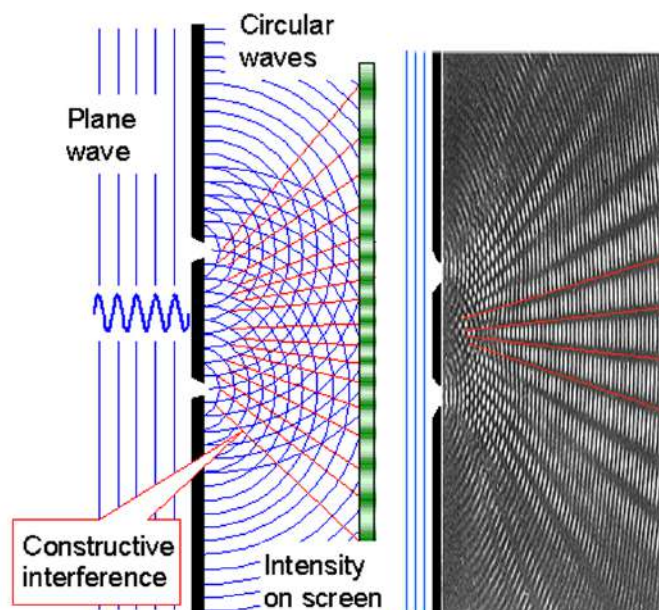 Circular
waves
Plane
wave
Constructive
interference
Intensity
on screen